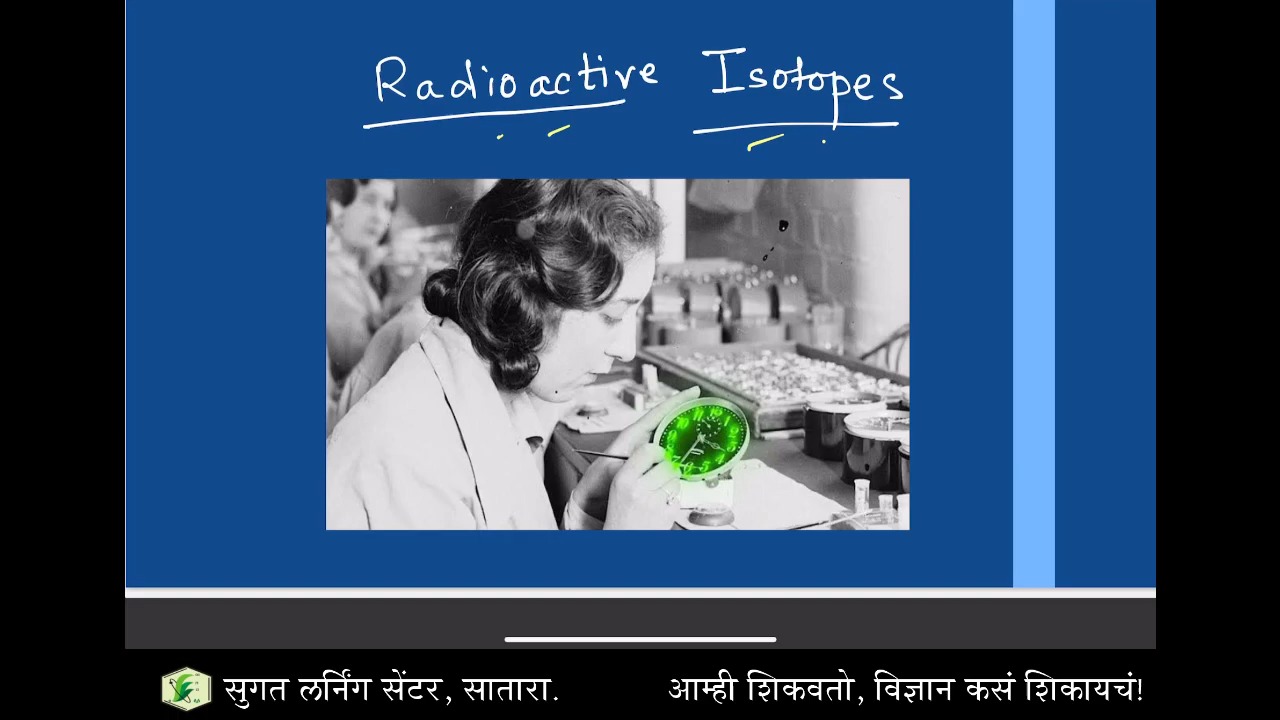 Radioactive Isotopes
सुगत लर्निंग सेंटर, सातारा. आम्ही शिकवतो, विज्ञान कसं शिकायचं!